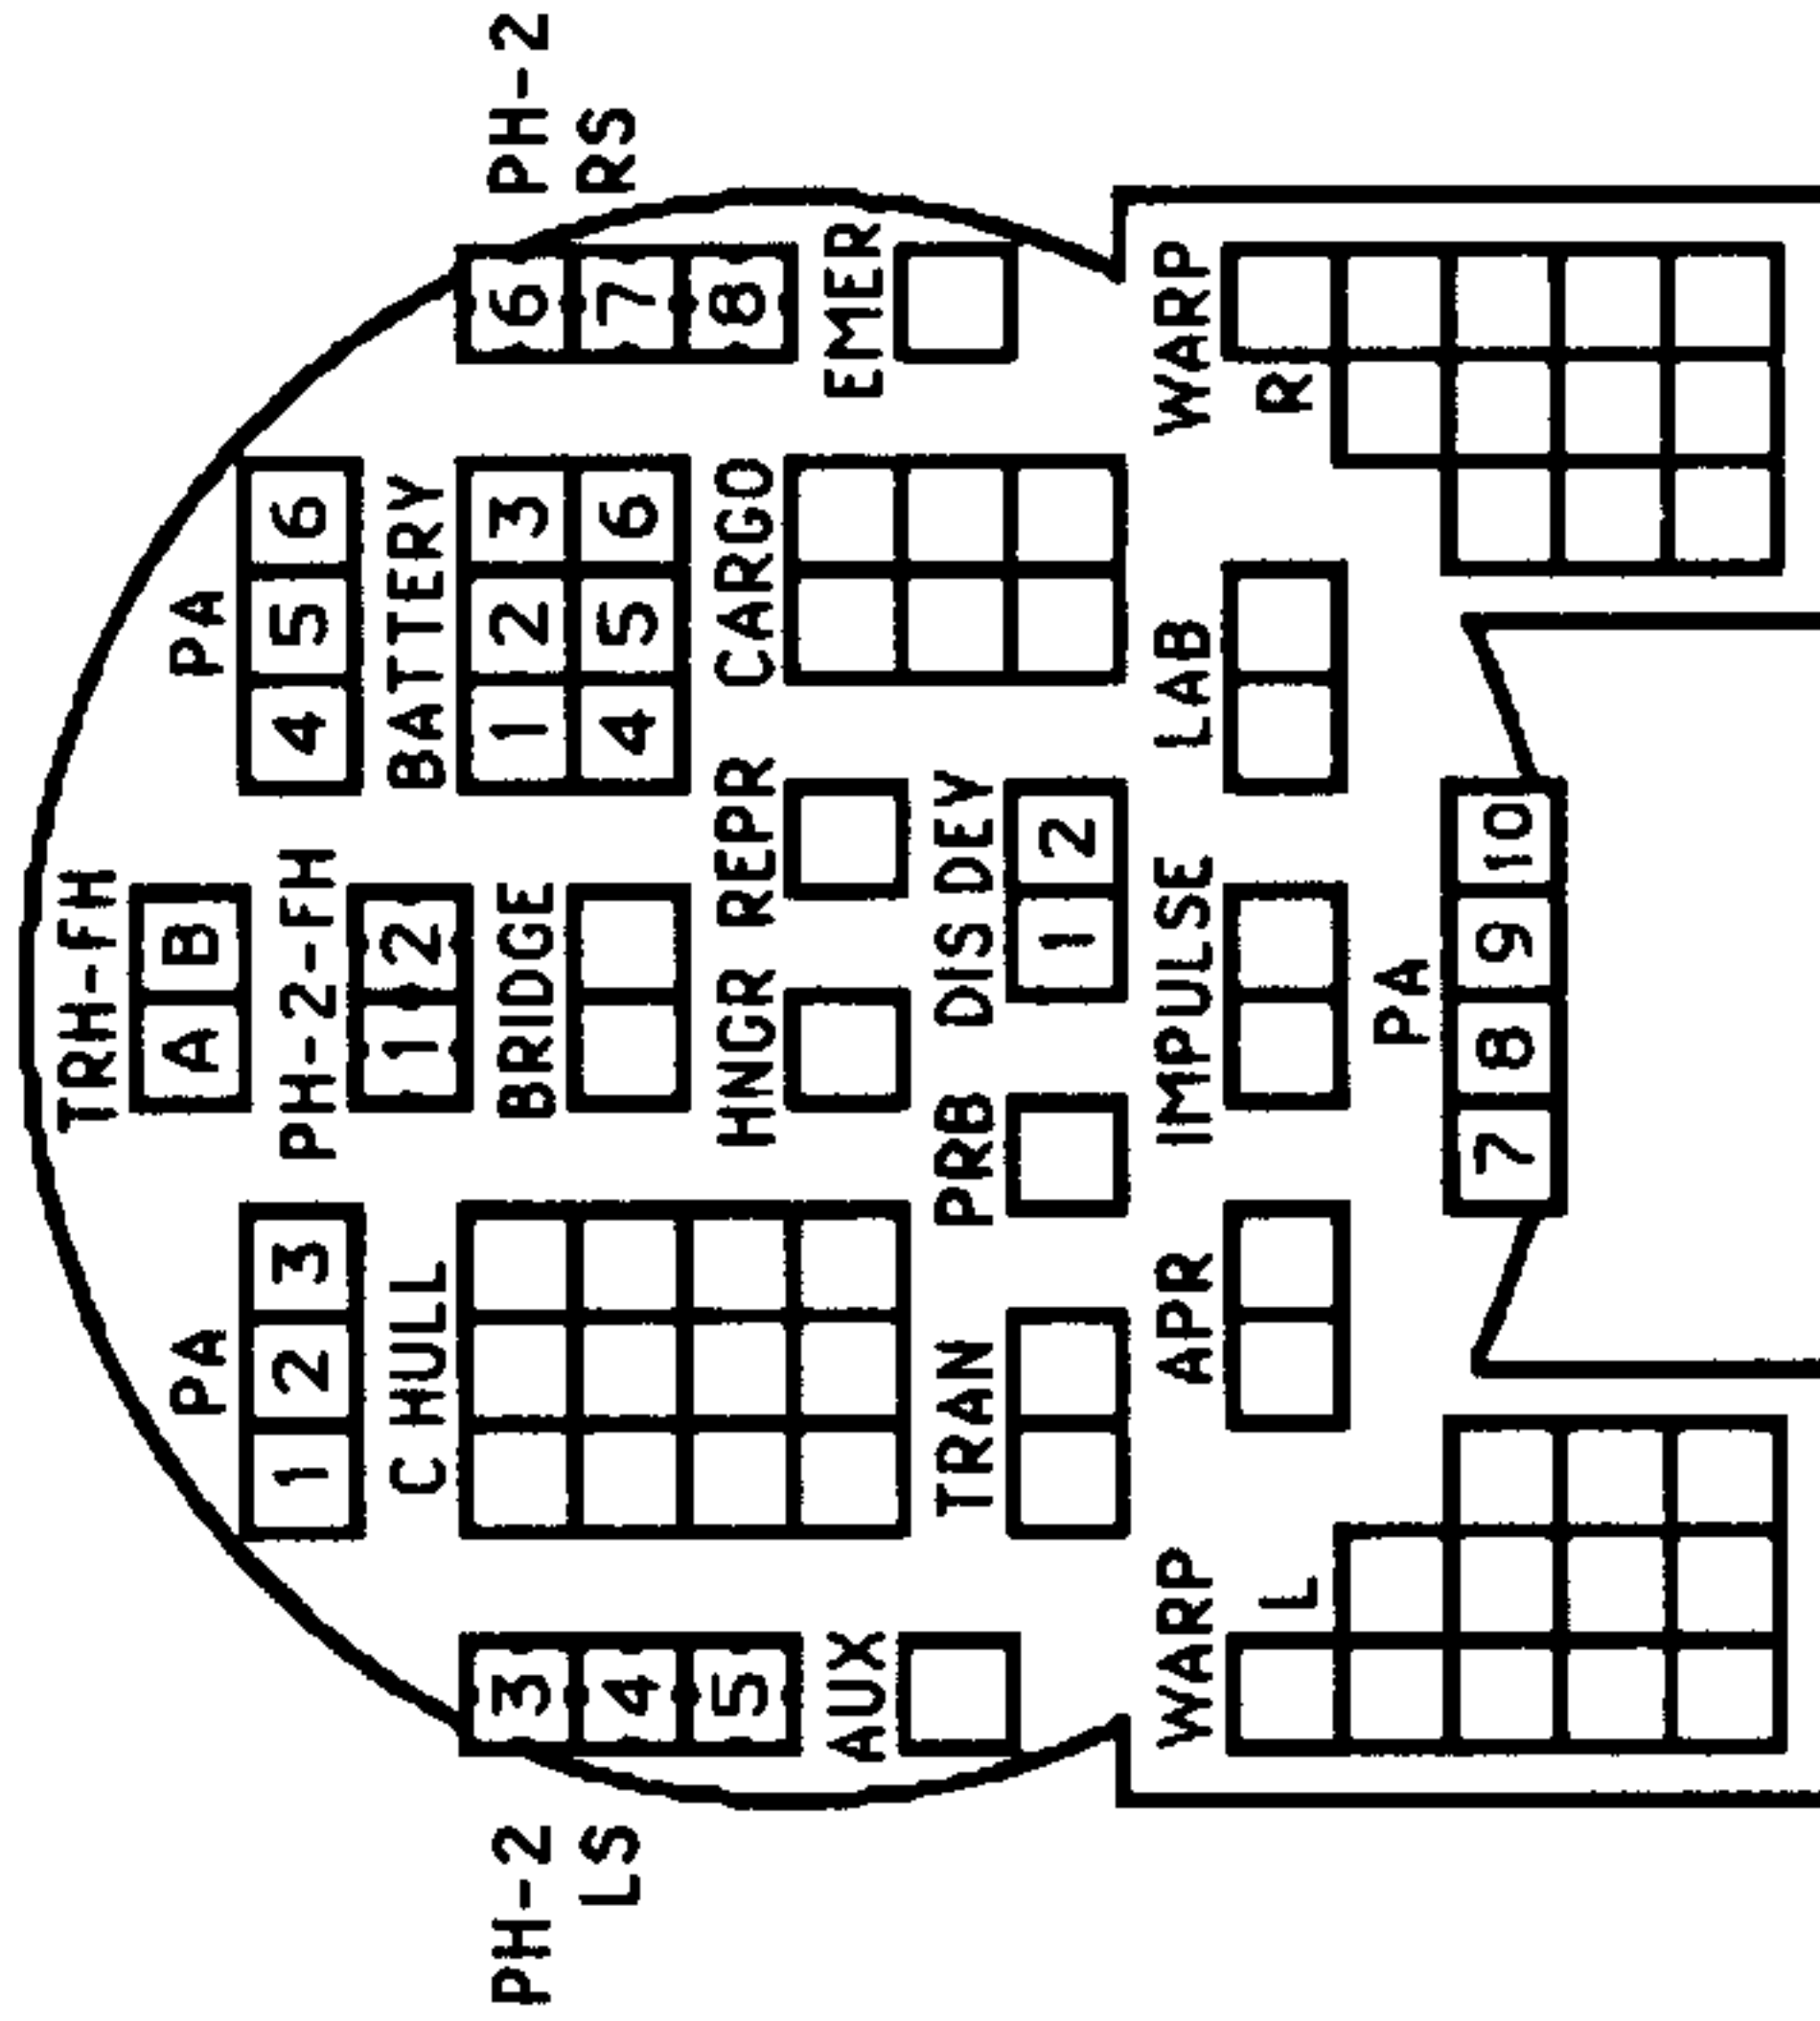 TRH-FH
PA A B PA
1 2 3 PH-2-FH 4 5 6
C HULL 1 2 BATTERY
PH-2 3 BRIDGE 1 2 3 6 PH-2
LS 4 4 5 6 7 RS
5 HNGR REPR CARGO 8
AUX EMER
TRAN PRB DIS DEY
1 2
WARP APR IMPULSE LAB WARP
L R
PA
7 8 9 10